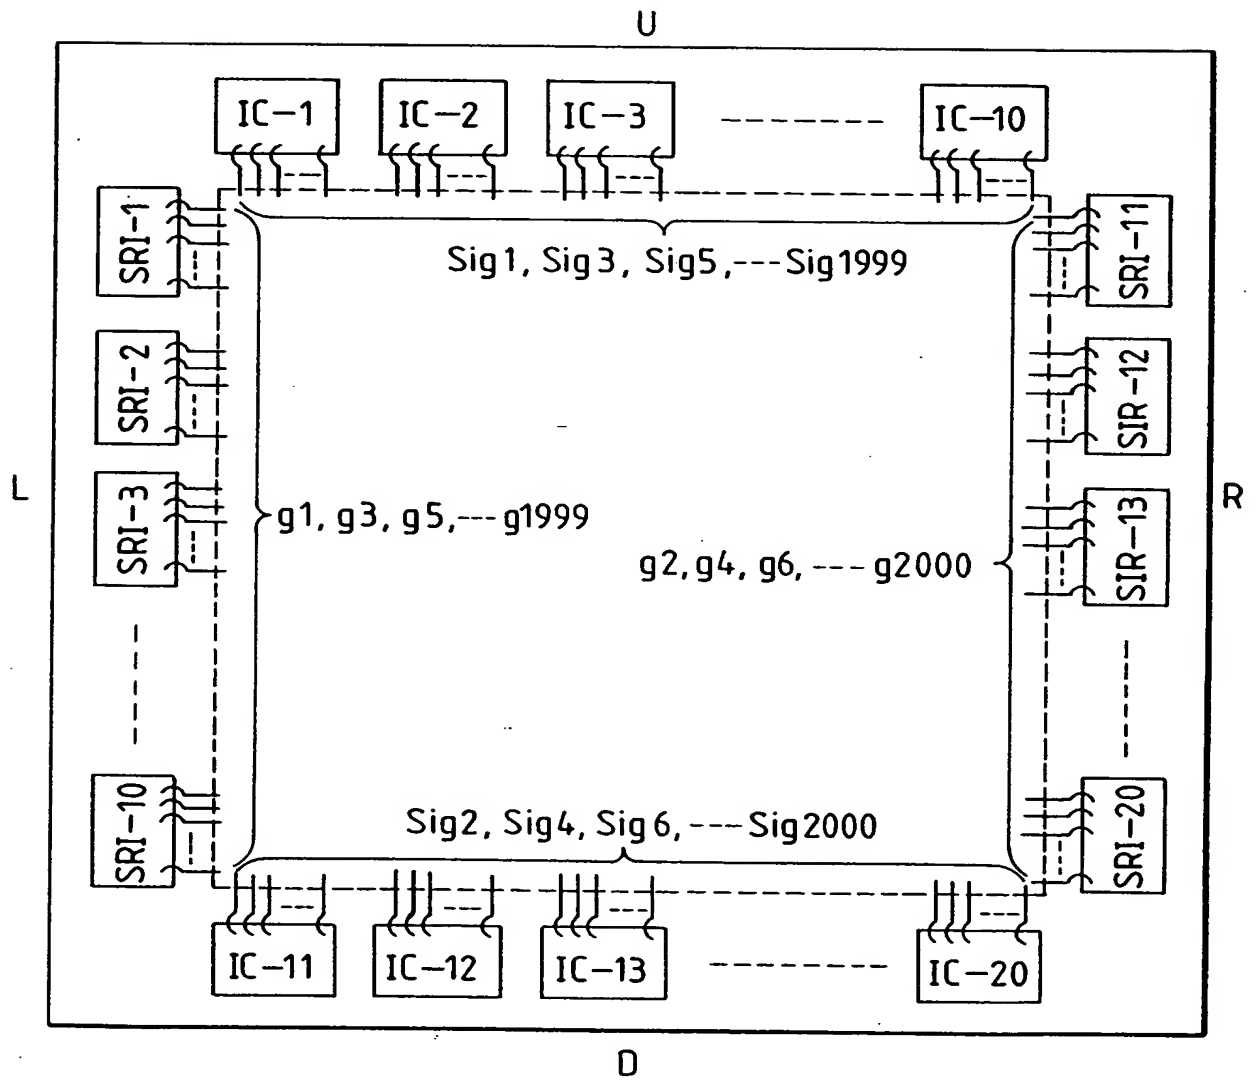 U
IC-1 IC-2 IC-3 IC-10
SRI-1
SRI-11
Sig1, Sig3, Sig5,---Sig1999
SRI-2
SIR-12
L
R
SRI-3
SIR-13
g1, g3, g5,---g1999
g2, g4, g6, ---- g2000
SRI-10
SRI-20
Sig2, Sig4, Sig6, ---- Sig2000
IC-11 IC-12 IC-13 IC-20
D